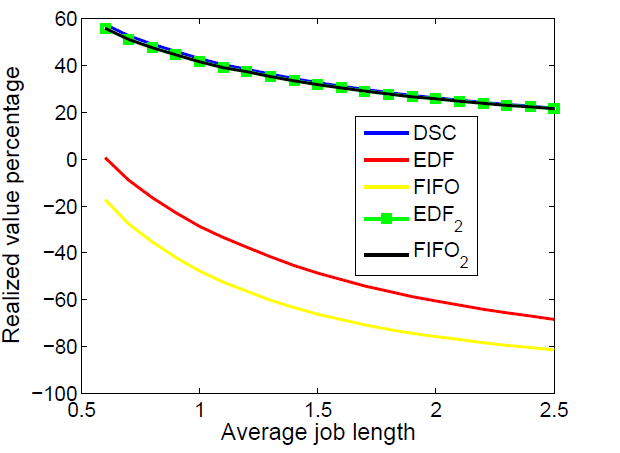 60
40
20
0
−20
−40
−60
−80
−100
0.5
1
1.5
2
2.5
Realized value percentage
Average job length
DSC
EDF
FIFO
EDF₂
FIFO₂